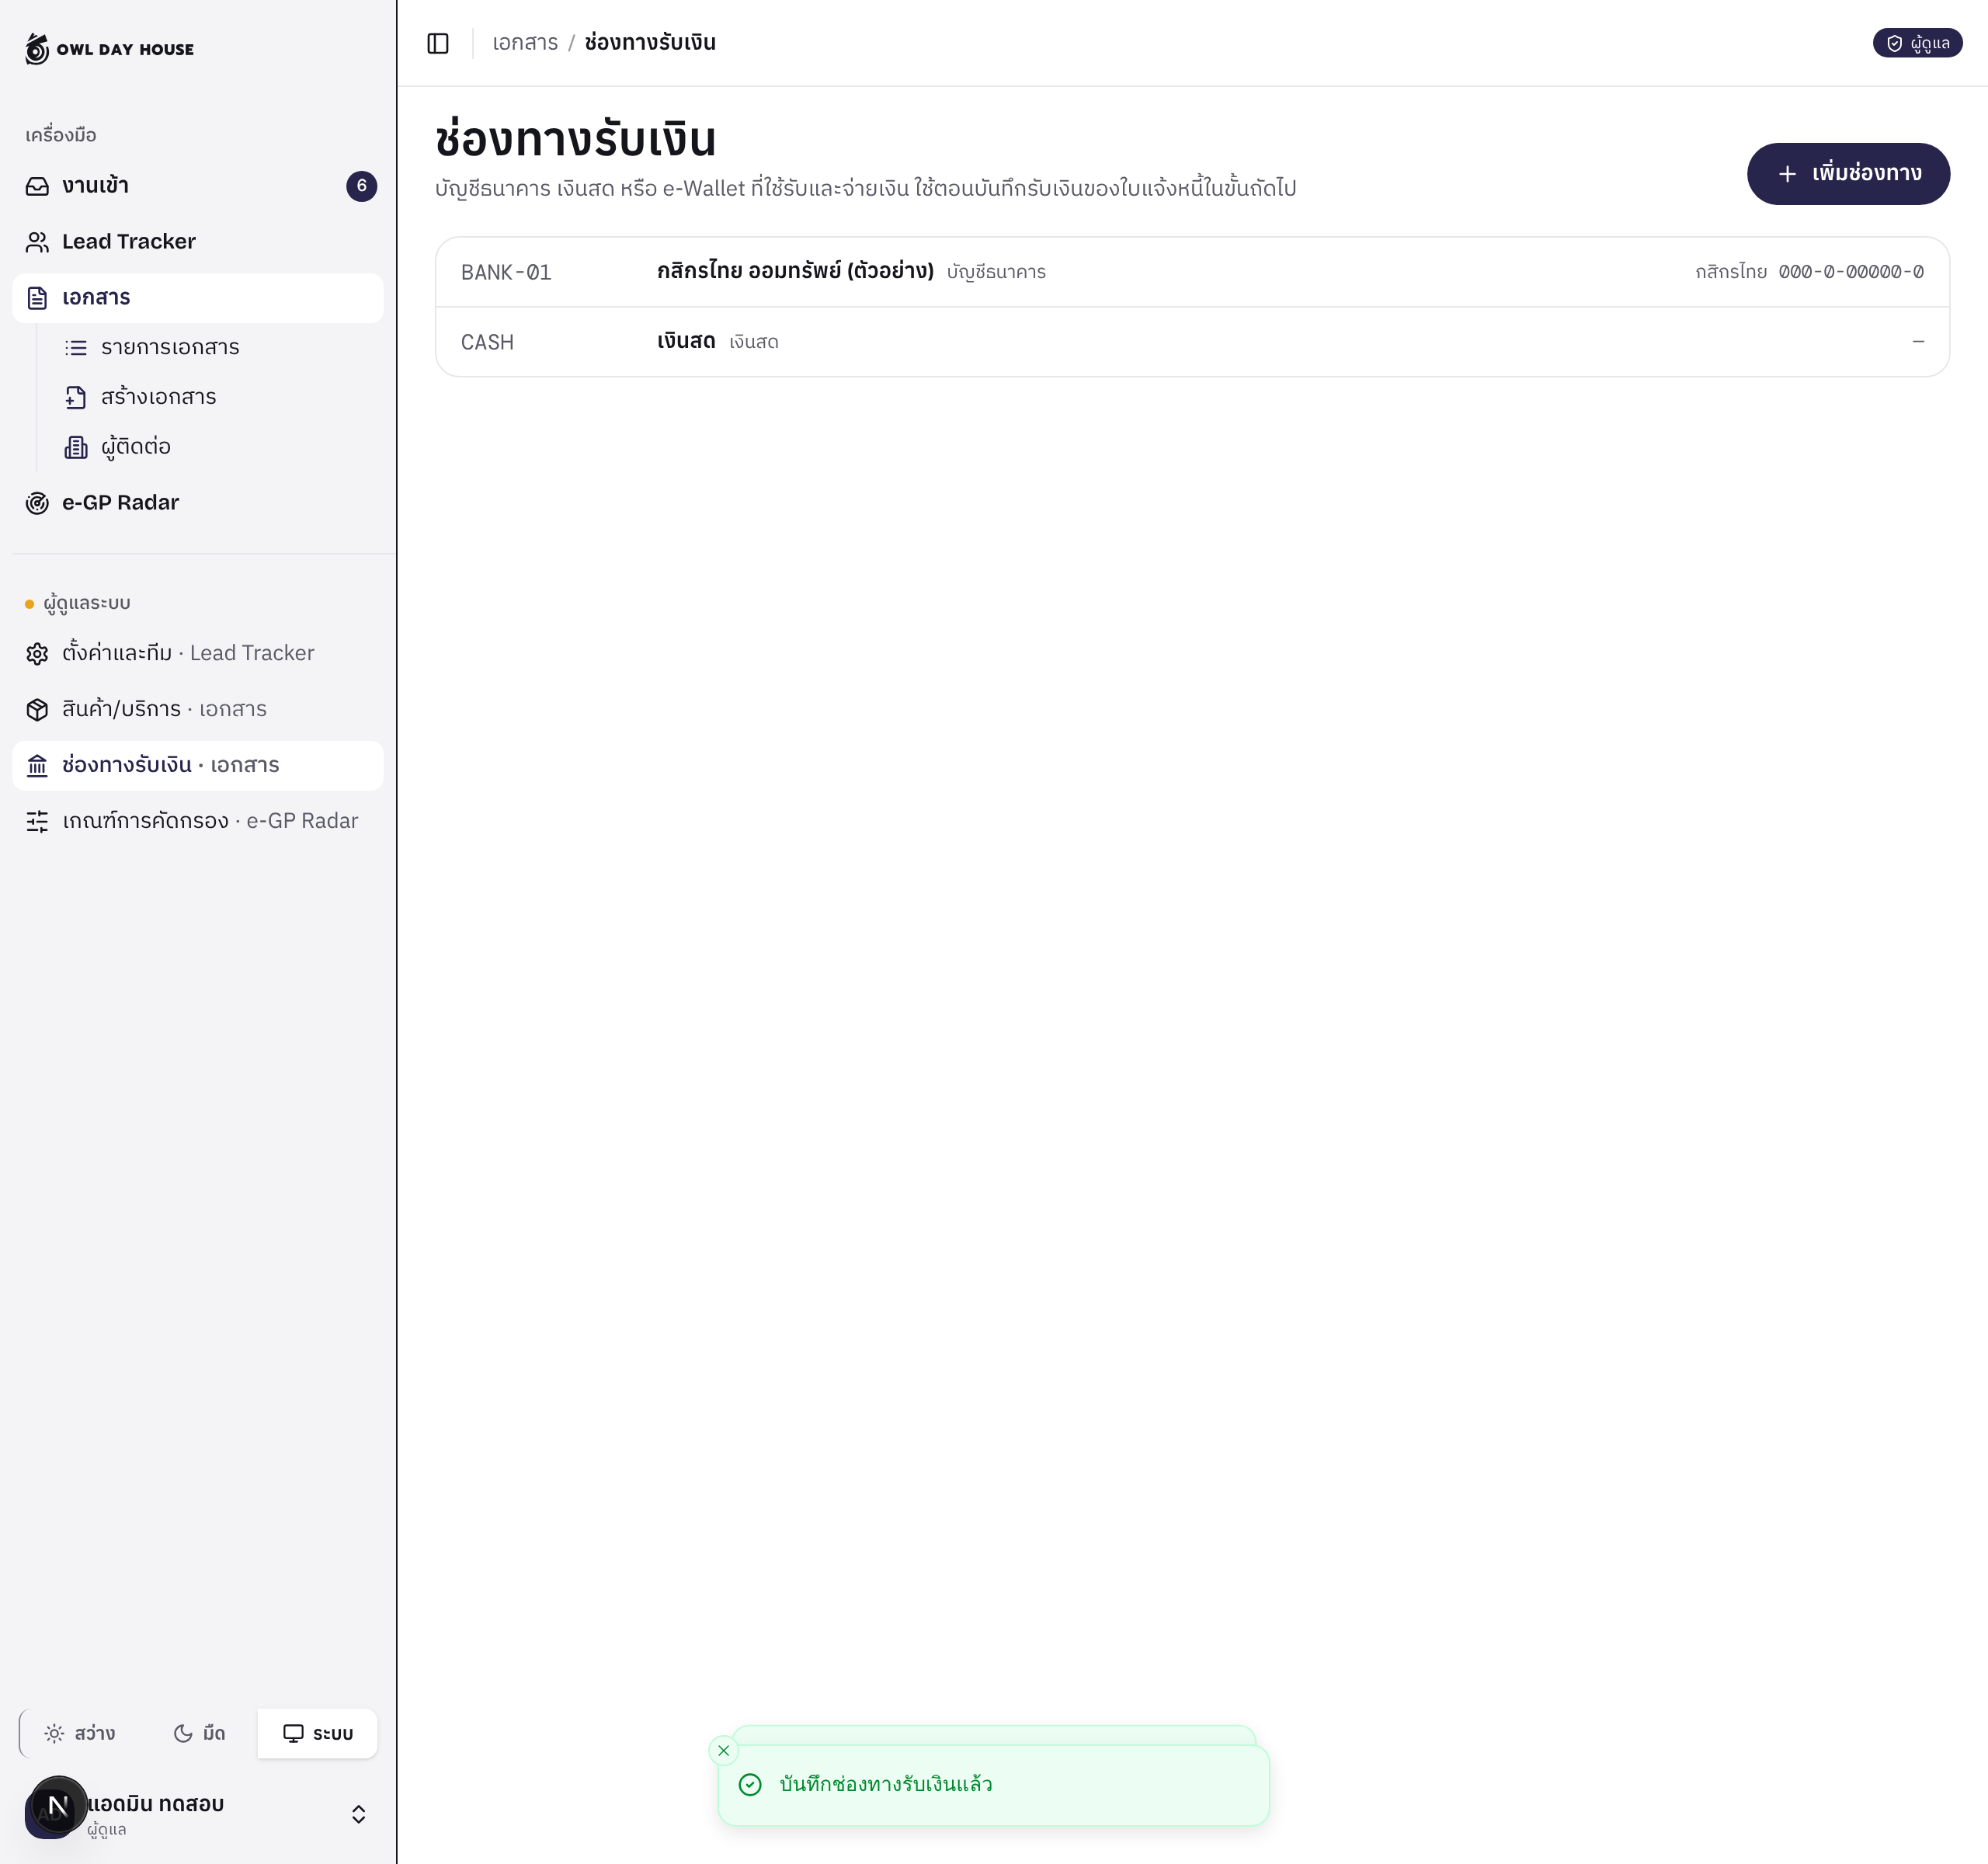 OWL DAY HOUSE
เครื่องมือ
งานเข้า 6
Lead Tracker
เอกสาร
รายการเอกสาร
สร้างเอกสาร
ผู้ติดต่อ
e-GP Radar
ผู้ดูแลระบบ
ตั้งค่าและทีม · Lead Tracker
สินค้า/บริการ · เอกสาร
ช่องทางรับเงิน · เอกสาร
เกณฑ์การคัดกรอง · e-GP Radar
สว่าง มืด ระบบ
N แอดมิน ทดสอบ
ผู้ดูแล
เอกสาร / ช่องทางรับเงิน
ผู้ดูแล
ช่องทางรับเงิน
บัญชีธนาคาร เงินสด หรือ e-Wallet ที่ใช้รับและจ่ายเงิน ใช้ตอนบันทึกรับเงินของใบแจ้งหนี้ในขั้นถัดไป
+ เพิ่มช่องทาง
BANK-01 กสิกรไทย ออมทรัพย์ (ตัวอย่าง) บัญชีธนาคาร กสิกรไทย 000-0-00000-0
CASH เงินสด เงินสด –
บันทึกช่องทางรับเงินแล้ว